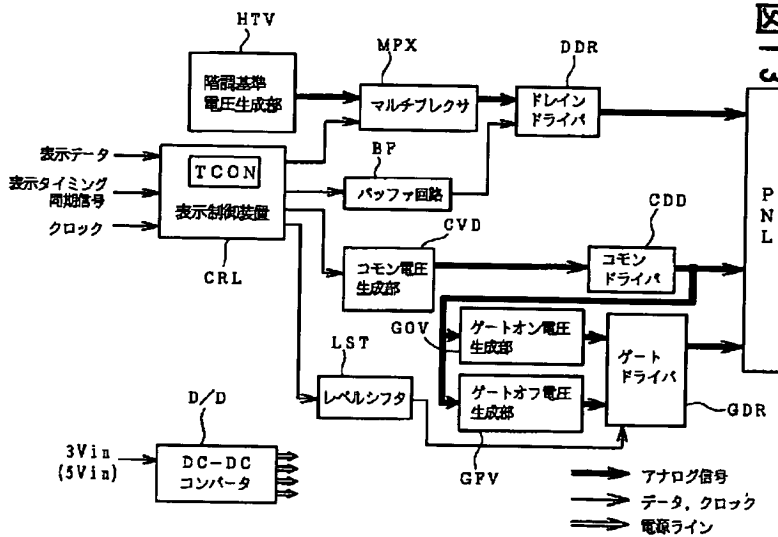 図
13
HTV
階調基準
電圧生成部
MPX
マルチプレクサ
DDR
ドレイン
ドライバ
BF
バッファ回路
表示データ
表示タイミング
同期信号
クロック
TCON
表示制御装置
CRL
CVD
コモン電圧
生成部
CDD
コモン
ドライバ
PNL
GOV
ゲートオン電圧
生成部
ゲート
ドライバ
LST
レベルシフタ
ゲートオフ電圧
生成部
GFV
GDR
D/D
3Vin
(5Vin)
DC-DC
コンバータ
アナログ信号
データ,クロック
電源ライン